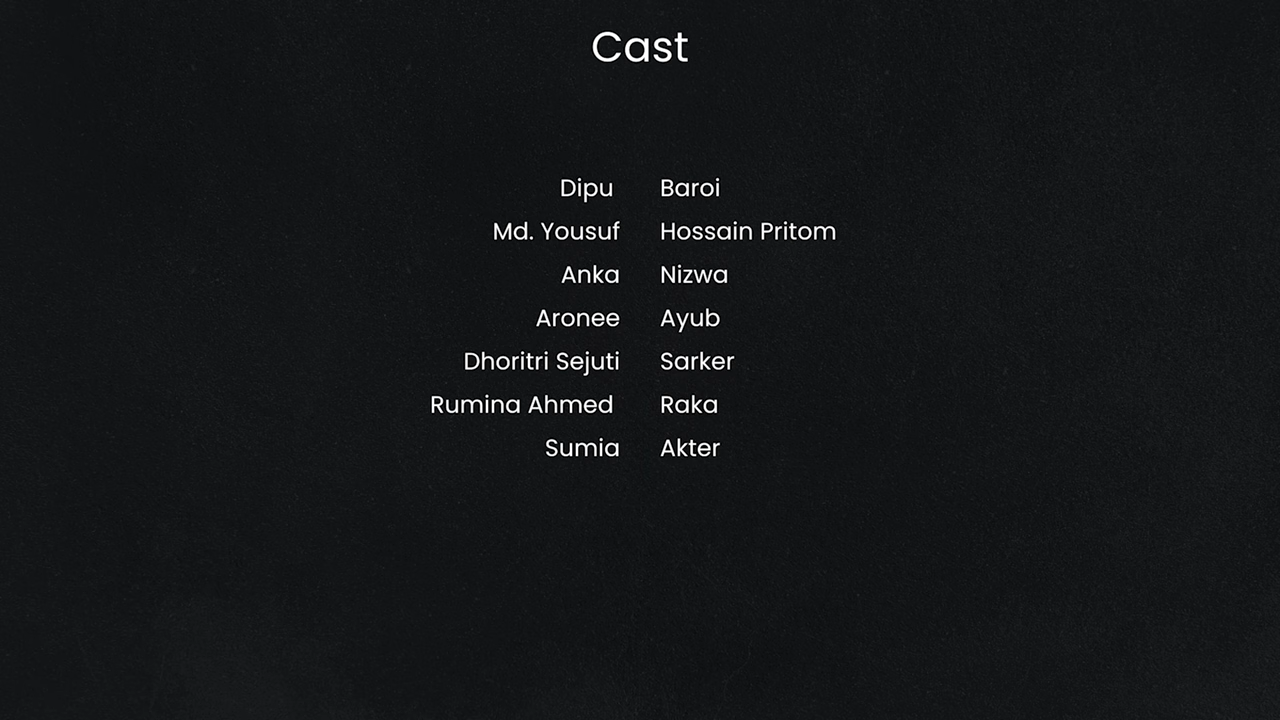 Cast
Dipu Baroi
Md. Yousuf Hossain Pritom
Anka Nizwa
Aronee Ayub
Dhoritri Sejuti Sarker
Rumina Ahmed Raka
Sumia Akter